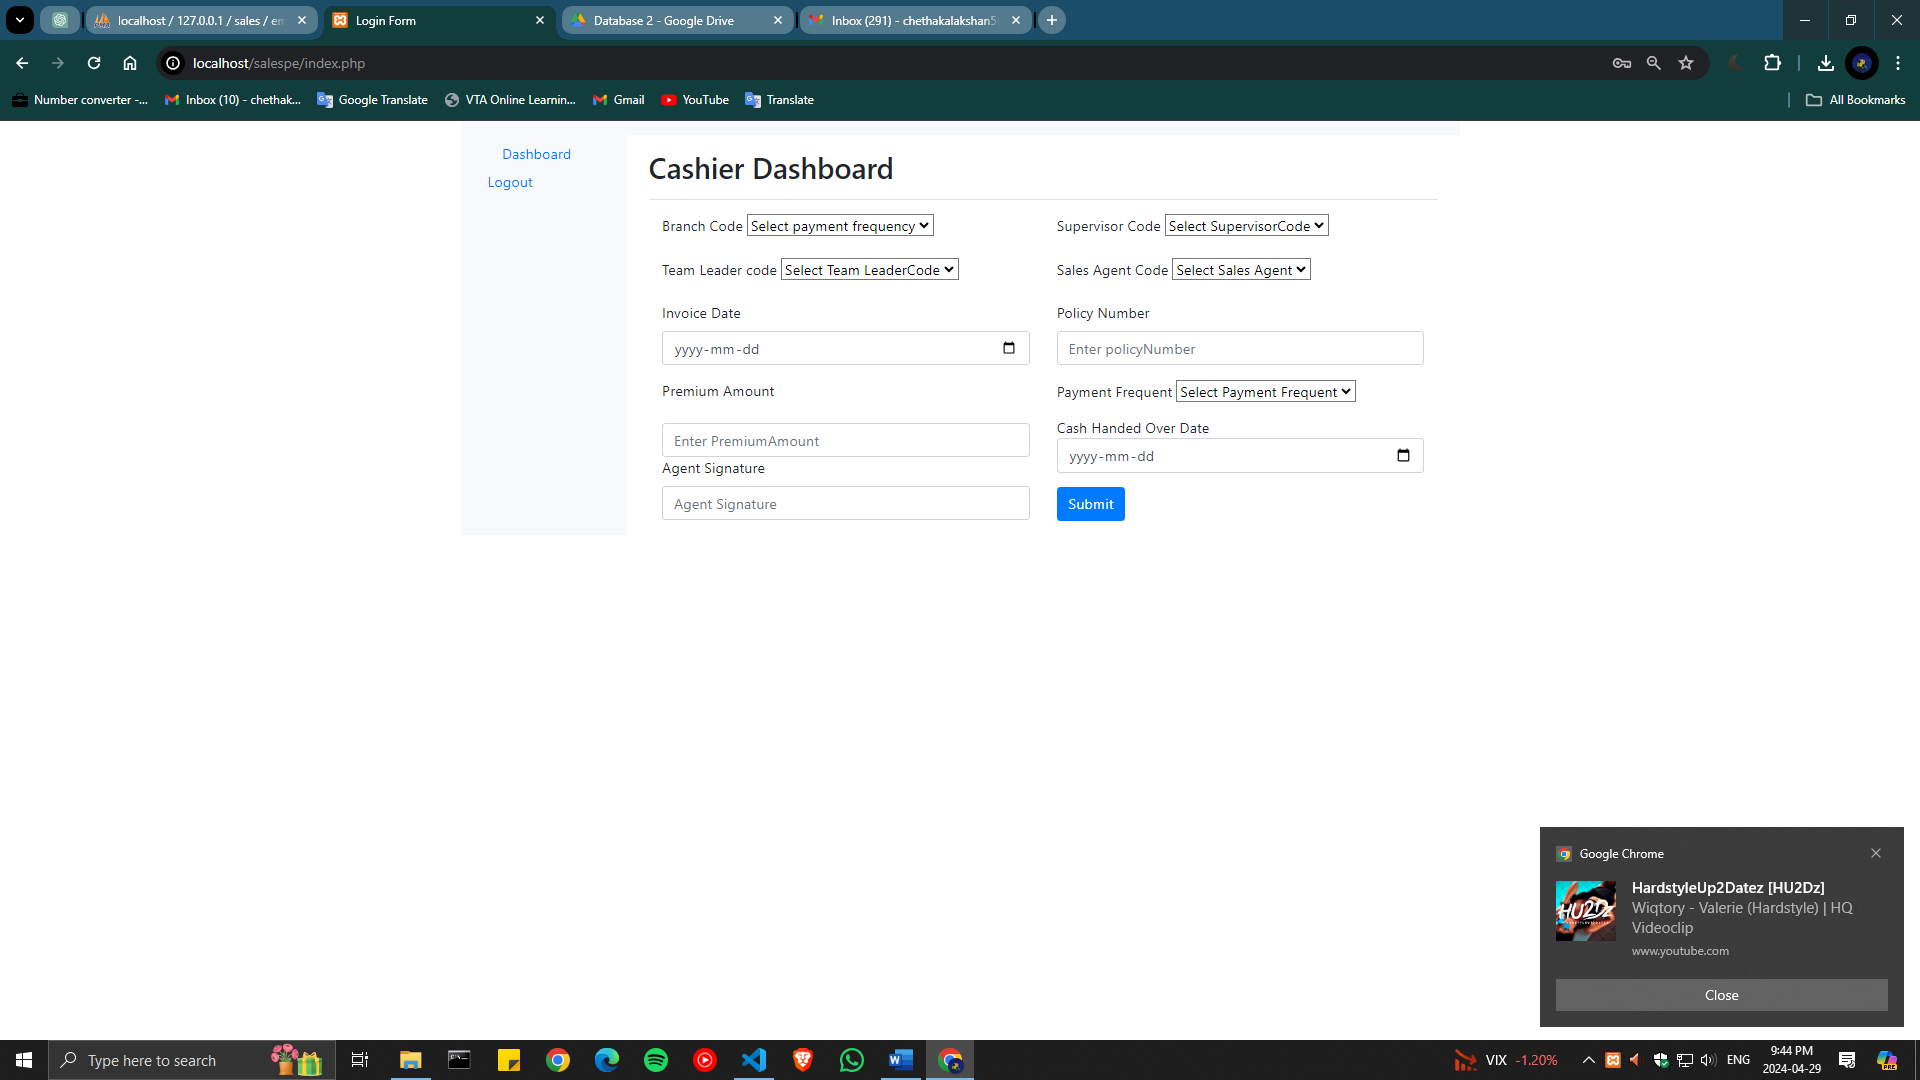 localhost / 127.0.0.1 / sales / en
Login Form
Database 2 - Google Drive
Inbox (291) - chethakalakshan5
localhost/salespe/index.php
Number converter -...
Inbox (10) - chethak...
Google Translate
VTA Online Learnin...
Gmail
YouTube
Translate
All Bookmarks
Dashboard
Logout
Cashier Dashboard
Branch Code Select payment frequency
Supervisor Code Select SupervisorCode
Team Leader code Select Team LeaderCode
Sales Agent Code Select Sales Agent
Invoice Date
Policy Number
yyyy-mm-dd
Enter policyNumber
Premium Amount
Payment Frequent Select Payment Frequent
Enter PremiumAmount
Cash Handed Over Date
yyyy-mm-dd
Agent Signature
Agent Signature
Submit
Google Chrome
HardstyleUp2Datez [HU2Dz]
HU2Dz
Wiqtory - Valerie (Hardstyle) | HQ
Videoclip
www.youtube.com
Close
Type here to search
VIX -1.20%
ENG
9:44 PM
2024-04-29